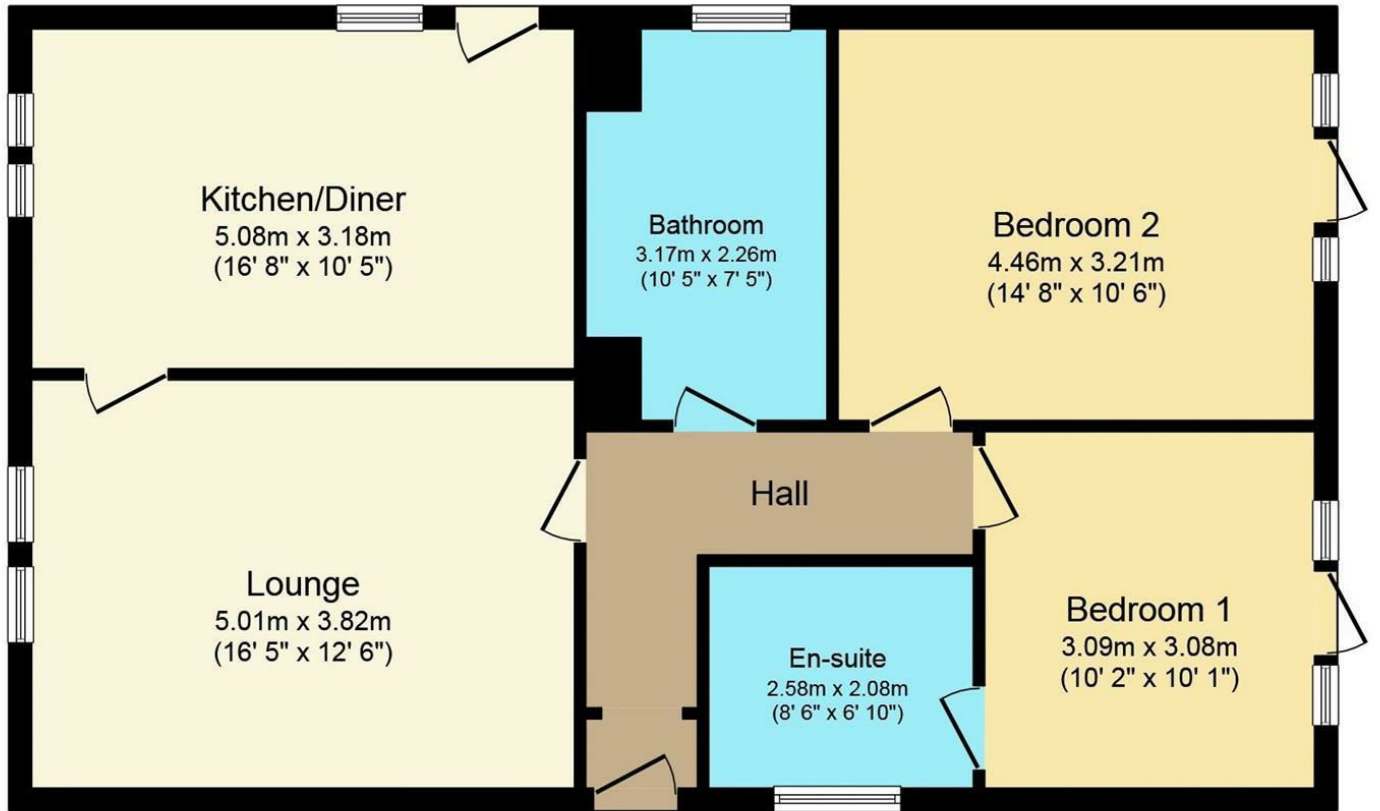 Kitchen/Diner
5.08m x 3.18m
(16' 8" x 10' 5")
Bathroom
3.17m x 2.26m
(10' 5" x 7' 5")
Bedroom 2
4.46m x 3.21m
(14' 8" x 10' 6")
Hall
Lounge
5.01m x 3.82m
(16' 5" x 12' 6")
En-suite
2.58m x 2.08m
(8' 6" x 6' 10")
Bedroom 1
3.09m x 3.08m
(10' 2" x 10' 1")